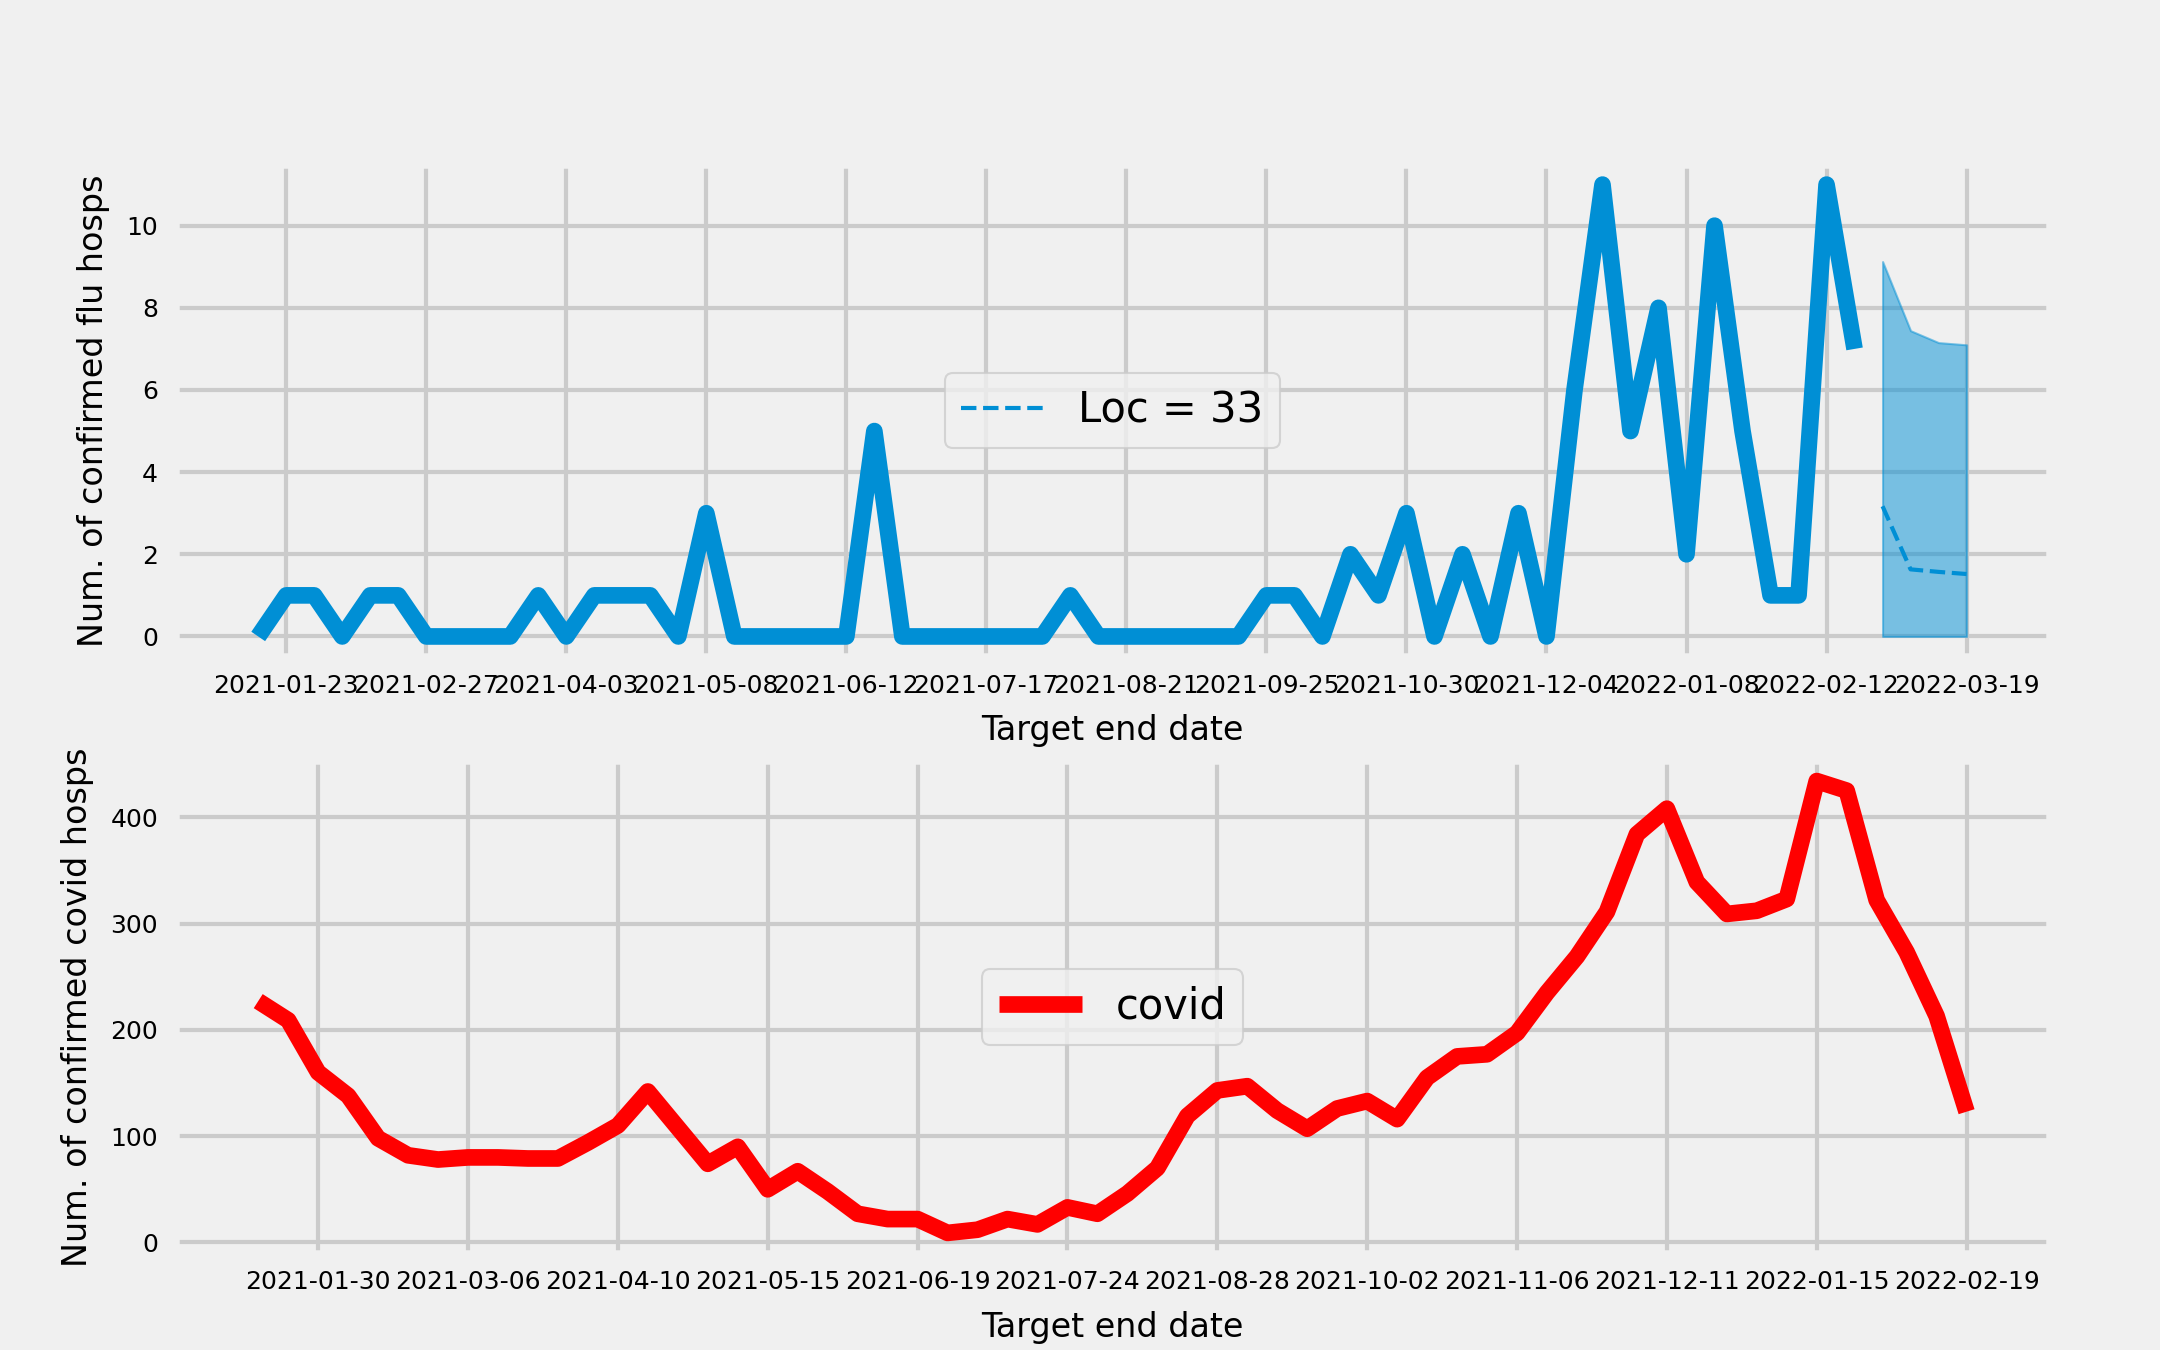 Num. of confirmed flu hosps
10
8
6
4
2
0
Loc = 33
2021-01-23 2021-02-27 2021-04-03 2021-05-08 2021-06-12 2021-07-17 2021-08-21 2021-09-25 2021-10-30 2021-12-04 2022-01-08 2022-02-12 2022-03-19
Target end date
Num. of confirmed covid hosps
400
300
200
100
0
covid
2021-01-30 2021-03-06 2021-04-10 2021-05-15 2021-06-19 2021-07-24 2021-08-28 2021-10-02 2021-11-06 2021-12-11 2022-01-15 2022-02-19
Target end date